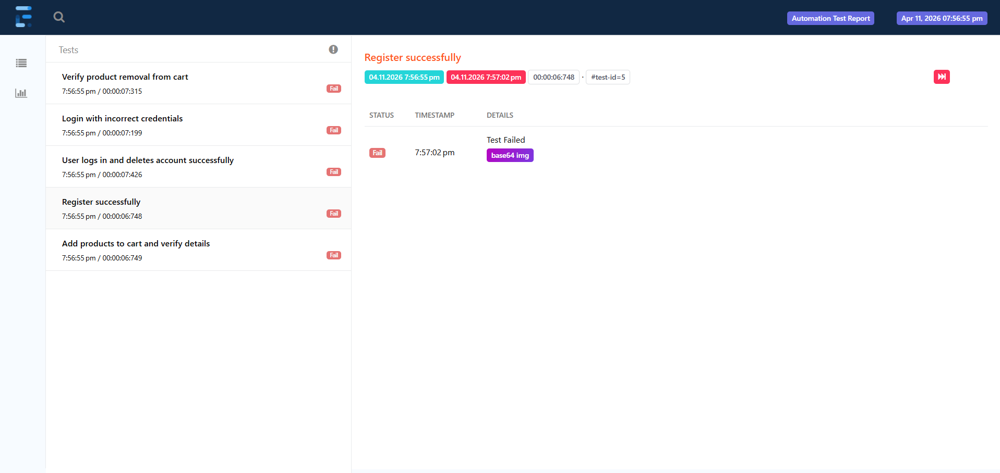 Automation Test Report
Apr 11, 2026 07:56:55 pm
Tests
Verify product removal from cart
7:56:55 pm / 00:00:07:315
Fail
Login with incorrect credentials
7:56:55 pm / 00:00:07:199
Fail
User logs in and deletes account successfully
7:56:55 pm / 00:00:07:426
Fail
Register successfully
7:56:55 pm / 00:00:06:748
Fail
Add products to cart and verify details
7:56:55 pm / 00:00:06:749
Fail
Register successfully
04.11.2026 7:56:55 pm 04.11.2026 7:57:02 pm 00:00:06:748 · #test-id=5
STATUS TIMESTAMP DETAILS
Fail 7:57:02 pm Test Failed
base64 img